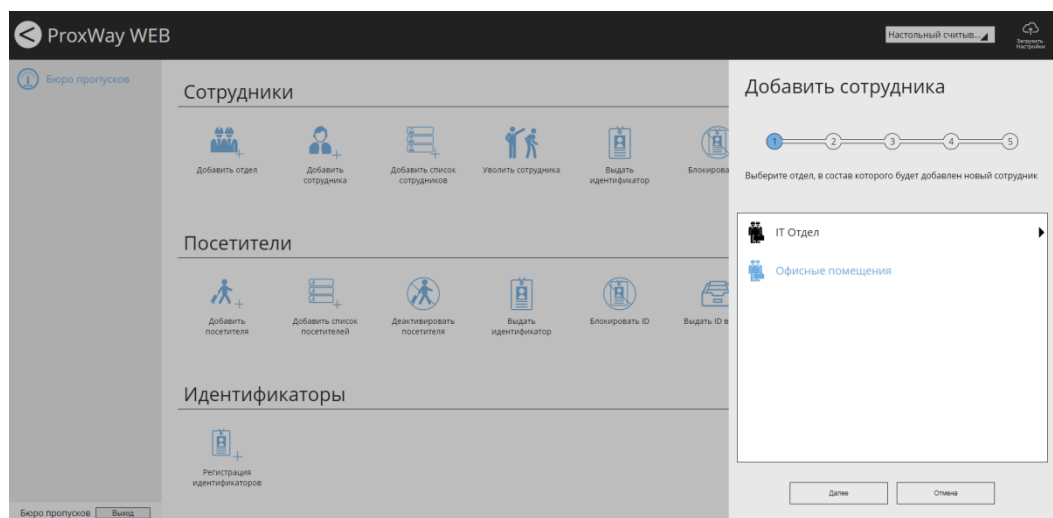 ProxWay WEB
Настольный считыв...
Загрузить
Настройки
Бюро пропусков
Сотрудники
Добавить отдел
Добавить
сотрудника
Добавить список
сотрудников
Уволить сотрудника
Выдать
идентификатор
Блокирова
Посетители
Добавить
посетителя
Добавить список
посетителей
Деактивировать
посетителя
Выдать
идентификатор
Блокировать ID
Выдать ID в
Идентификаторы
Регистрация
идентификаторов
Бюро пропусков
Выход
Добавить сотрудника
1
2
3
4
5
Выберите отдел, в состав которого будет добавлен новый сотрудник
IT Отдел
Офисные помещения
Далее
Отмена